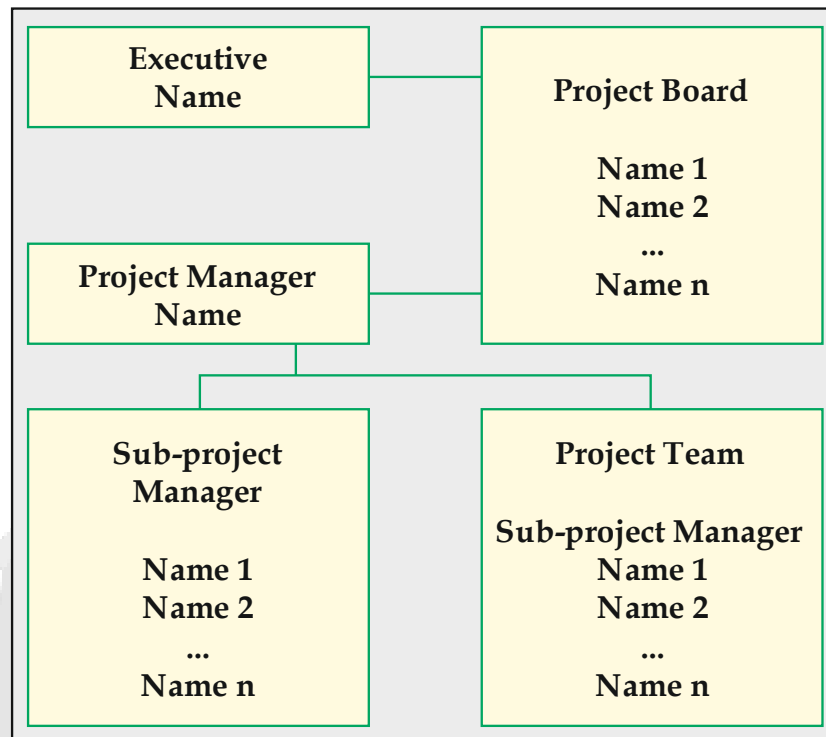 Executive
Name
Project Board
Name 1
Name 2
...
Name n
Project Manager
Name
Sub-project
Manager
Name 1
Name 2
...
Name n
Project Team
Sub-project Manager
Name 1
Name 2
...
Name n